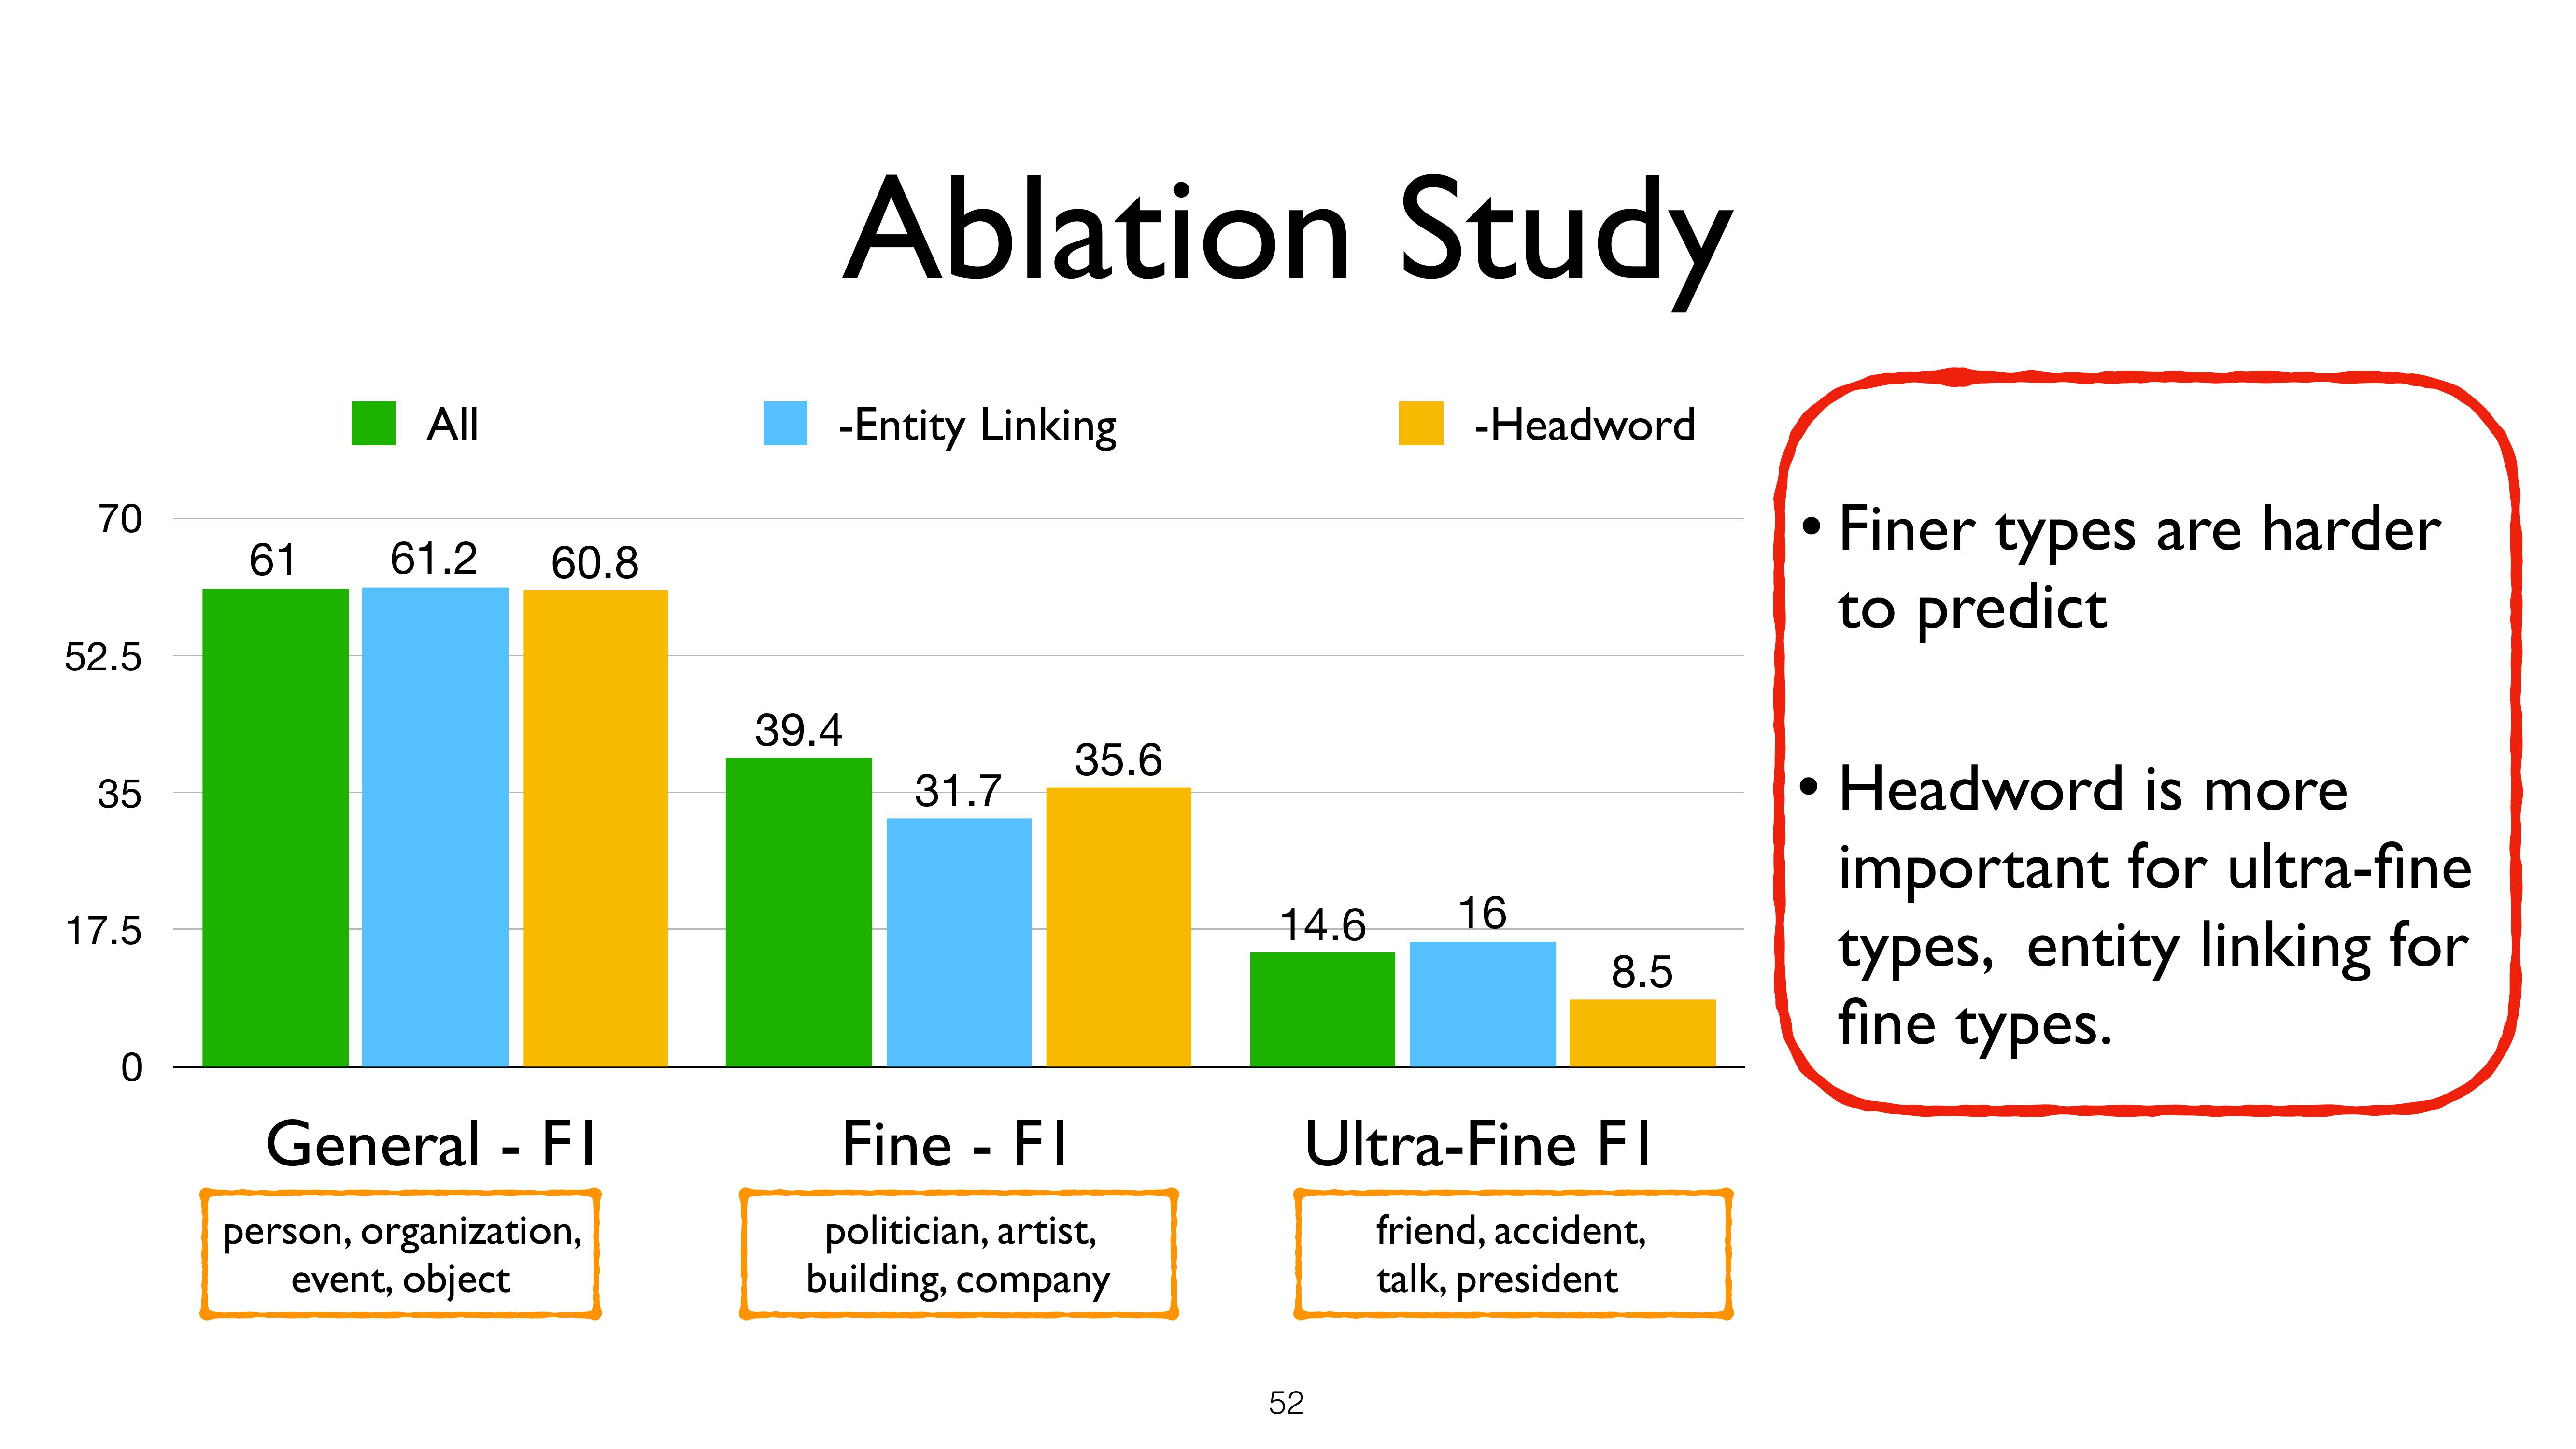 Ablation Study
All
-Entity Linking
-Headword
70
52.5
35
17.5
0
61
61.2
60.8
39.4
31.7
35.6
14.6
16
8.5
General - F1
Fine - F1
Ultra-Fine F1
person, organization,
event, object
politician, artist,
building, company
friend, accident,
talk, president
• Finer types are harder
to predict
• Headword is more
important for ultra-fine
types, entity linking for
fine types.
52